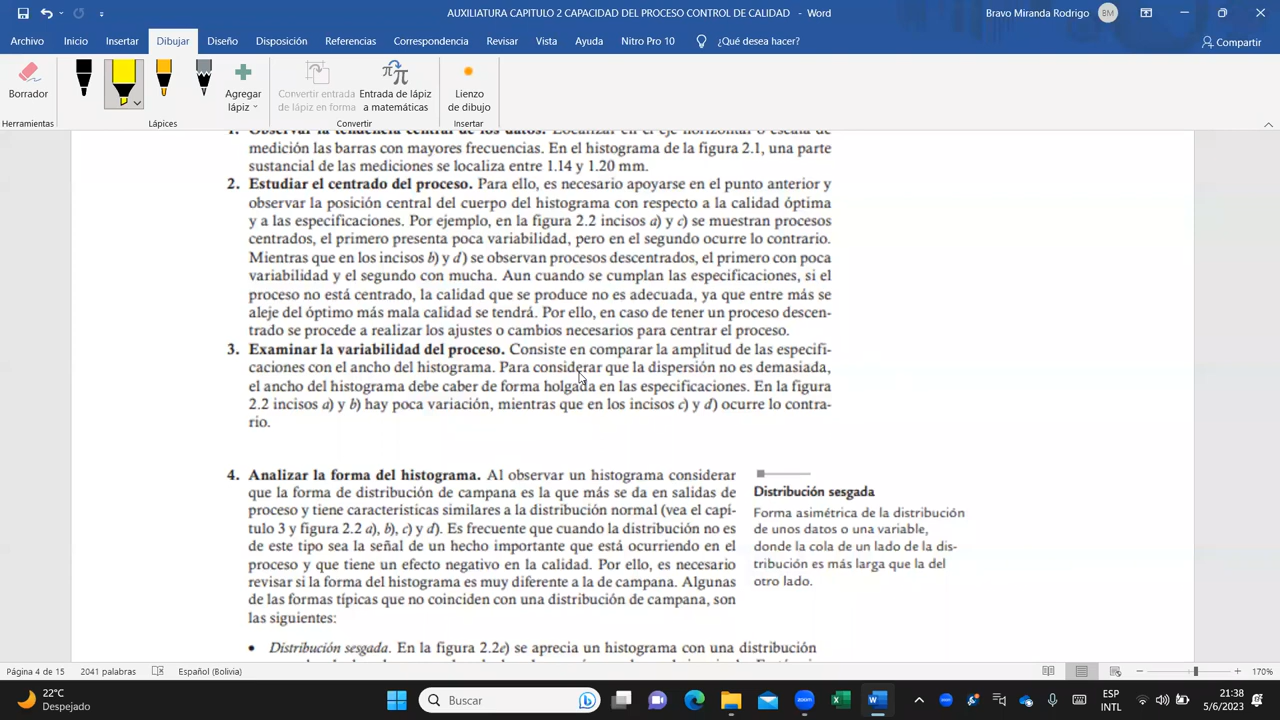 AUXILIATURA CAPITULO 2 CAPACIDAD DEL PROCESO CONTROL DE CALIDAD - Word
Bravo Miranda Rodrigo
BM
Archivo
Inicio
Insertar
Dibujar
Diseño
Disposición
Referencias
Correspondencia
Revisar
Vista
Ayuda
Nitro Pro 10
¿Qué desea hacer?
Compartir
Borrador
Agregar
lápiz
Convertir entrada
de lápiz en forma
Entrada de lápiz
a matemáticas
Lienzo
de dibujo
Herramientas
Lápices
Convertir
Insertar
1. Observar la tendencia central de los datos. Localizar en el eje horizontal o escala de
medición las barras con mayores frecuencias. En el histograma de la figura 2.1, una parte
sustancial de las mediciones se localiza entre 1.14 y 1.20 mm.
2. Estudiar el centrado del proceso. Para ello, es necesario apoyarse en el punto anterior y
observar la posición central del cuerpo del histograma con respecto a la calidad óptima
y a las especificaciones. Por ejemplo, en la figura 2.2 incisos a) y c) se muestran procesos
centrados, el primero presenta poca variabilidad, pero en el segundo ocurre lo contrario.
Mientras que en los incisos b) y d) se observan procesos descentrados, el primero con poca
variabilidad y el segundo con mucha. Aun cuando se cumplan las especificaciones, si el
proceso no está centrado, la calidad que se produce no es adecuada, ya que entre más se
aleje del óptimo más mala calidad se tendrá. Por ello, en caso de tener un proceso descen-
trado se procede a realizar los ajustes o cambios necesarios para centrar el proceso.
3. Examinar la variabilidad del proceso. Consiste en comparar la amplitud de las especifi-
caciones con el ancho del histograma. Para considerar que la dispersión no es demasiada,
el ancho del histograma debe caber de forma holgada en las especificaciones. En la figura
2.2 incisos a) y b) hay poca variación, mientras que en los incisos c) y d) ocurre lo contra-
rio.
4. Analizar la forma del histograma. Al observar un histograma considerar
que la forma de distribución de campana es la que más se da en salidas de
proceso y tiene características similares a la distribución normal (vea el capí-
tulo 3 y figura 2.2 a), b), c) y d). Es frecuente que cuando la distribución no es
de este tipo sea la señal de un hecho importante que está ocurriendo en el
proceso y que tiene un efecto negativo en la calidad. Por ello, es necesario
revisar si la forma del histograma es muy diferente a la de campana. Algunas
de las formas típicas que no coinciden con una distribución de campana, son
las siguientes:
• Distribución sesgada. En la figura 2.2e) se aprecia un histograma con una distribución
Distribución sesgada
Forma asimétrica de la distribución
de unos datos o una variable,
donde la cola de un lado de la dis-
tribución es más larga que la del
otro lado.
Página 4 de 15
2041 palabras
Español (Bolivia)
170%
22°C
Despejado
Buscar
ESP
INTL
21:38
5/6/2023